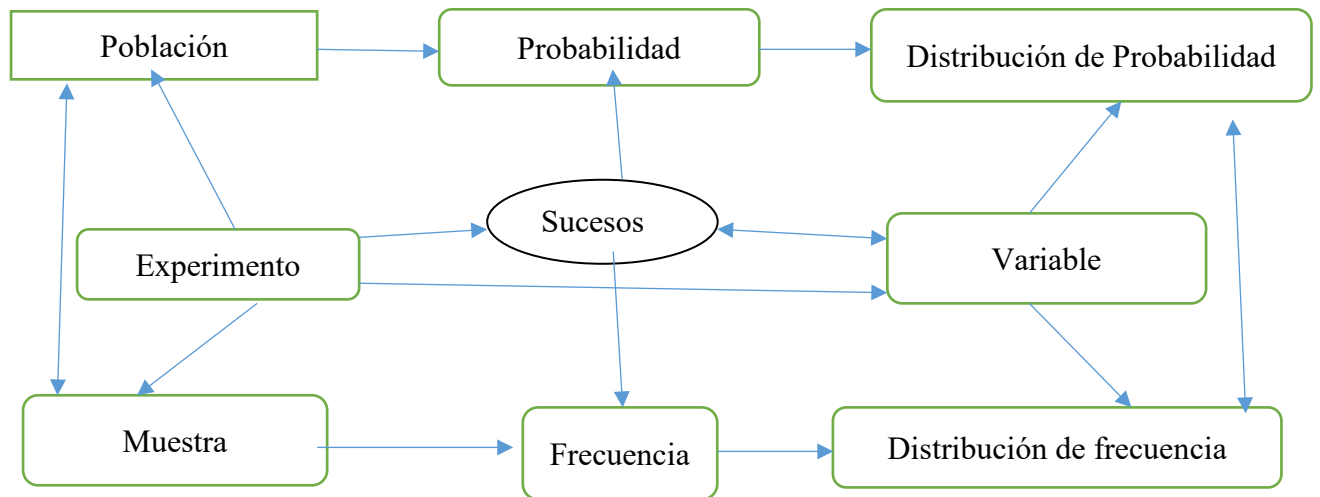 Población
Probabilidad
Distribución de Probabilidad
Sucesos
Experimento
Variable
Muestra
Frecuencia
Distribución de frecuencia